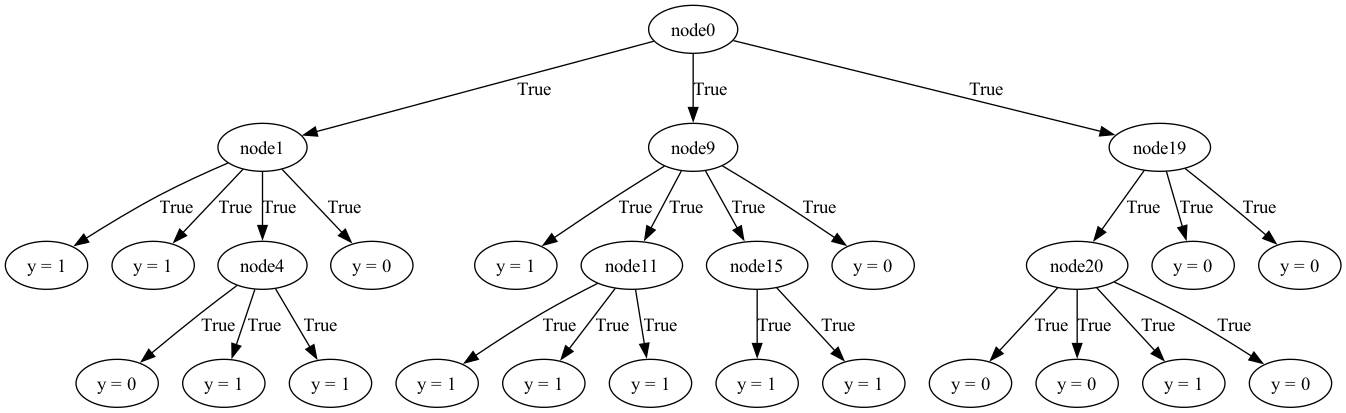 node0
True True True
node1 node9 node19
True True True True True True True True True True True
y = 1 y = 1 node4 y = 0 y = 1 node11 node15 y = 0 node20 y = 0 y = 0
True True True True True True True True True True True True
y = 0 y = 1 y = 1 y = 1 y = 1 y = 1 y = 1 y = 1 y = 0 y = 0 y = 1 y = 0